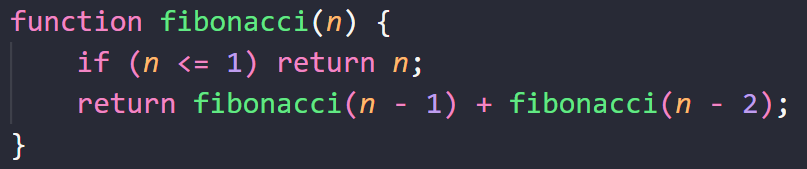 function fibonacci(n) {
    if (n <= 1) return n;
    return fibonacci(n - 1) + fibonacci(n - 2);
}